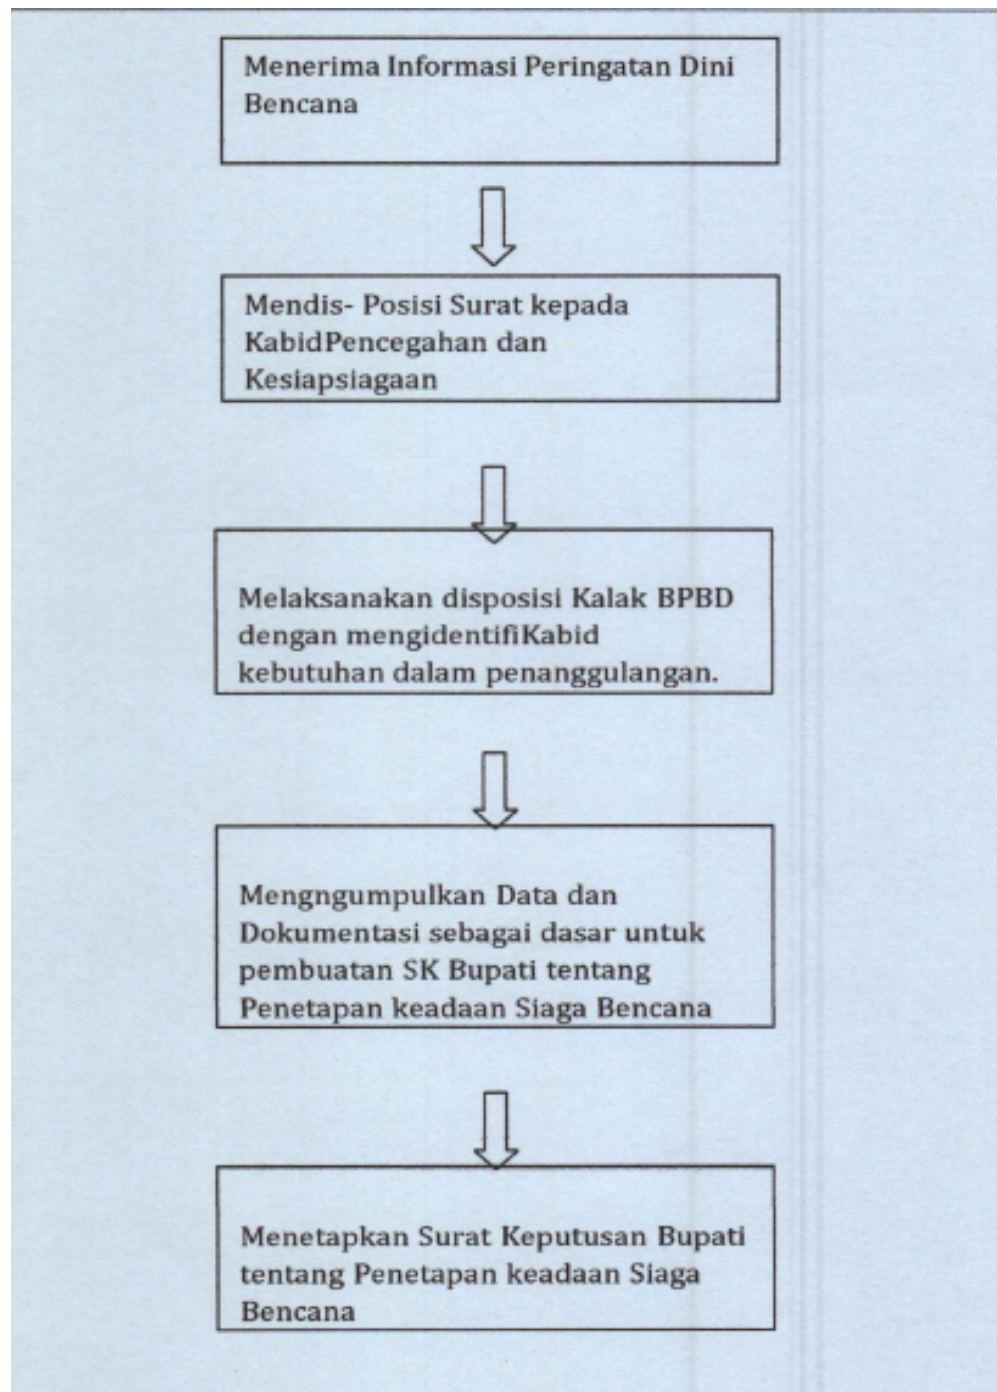 Menerima Informasi Peringatan Dini
Bencana
Mendis- Posisi Surat kepada
KabidPencegahan dan
Kesiapsiagaan
Melaksanakan disposisi Kalak BPBD
dengan mengidentifiKabid
kebutuhan dalam penanggulangan.
Mengngumpulkan Data dan
Dokumentasi sebagai dasar untuk
pembuatan SK Bupati tentang
Penetapan keadaan Siaga Bencana
Menetapkan Surat Keputusan Bupati
tentang Penetapan keadaan Siaga
Bencana